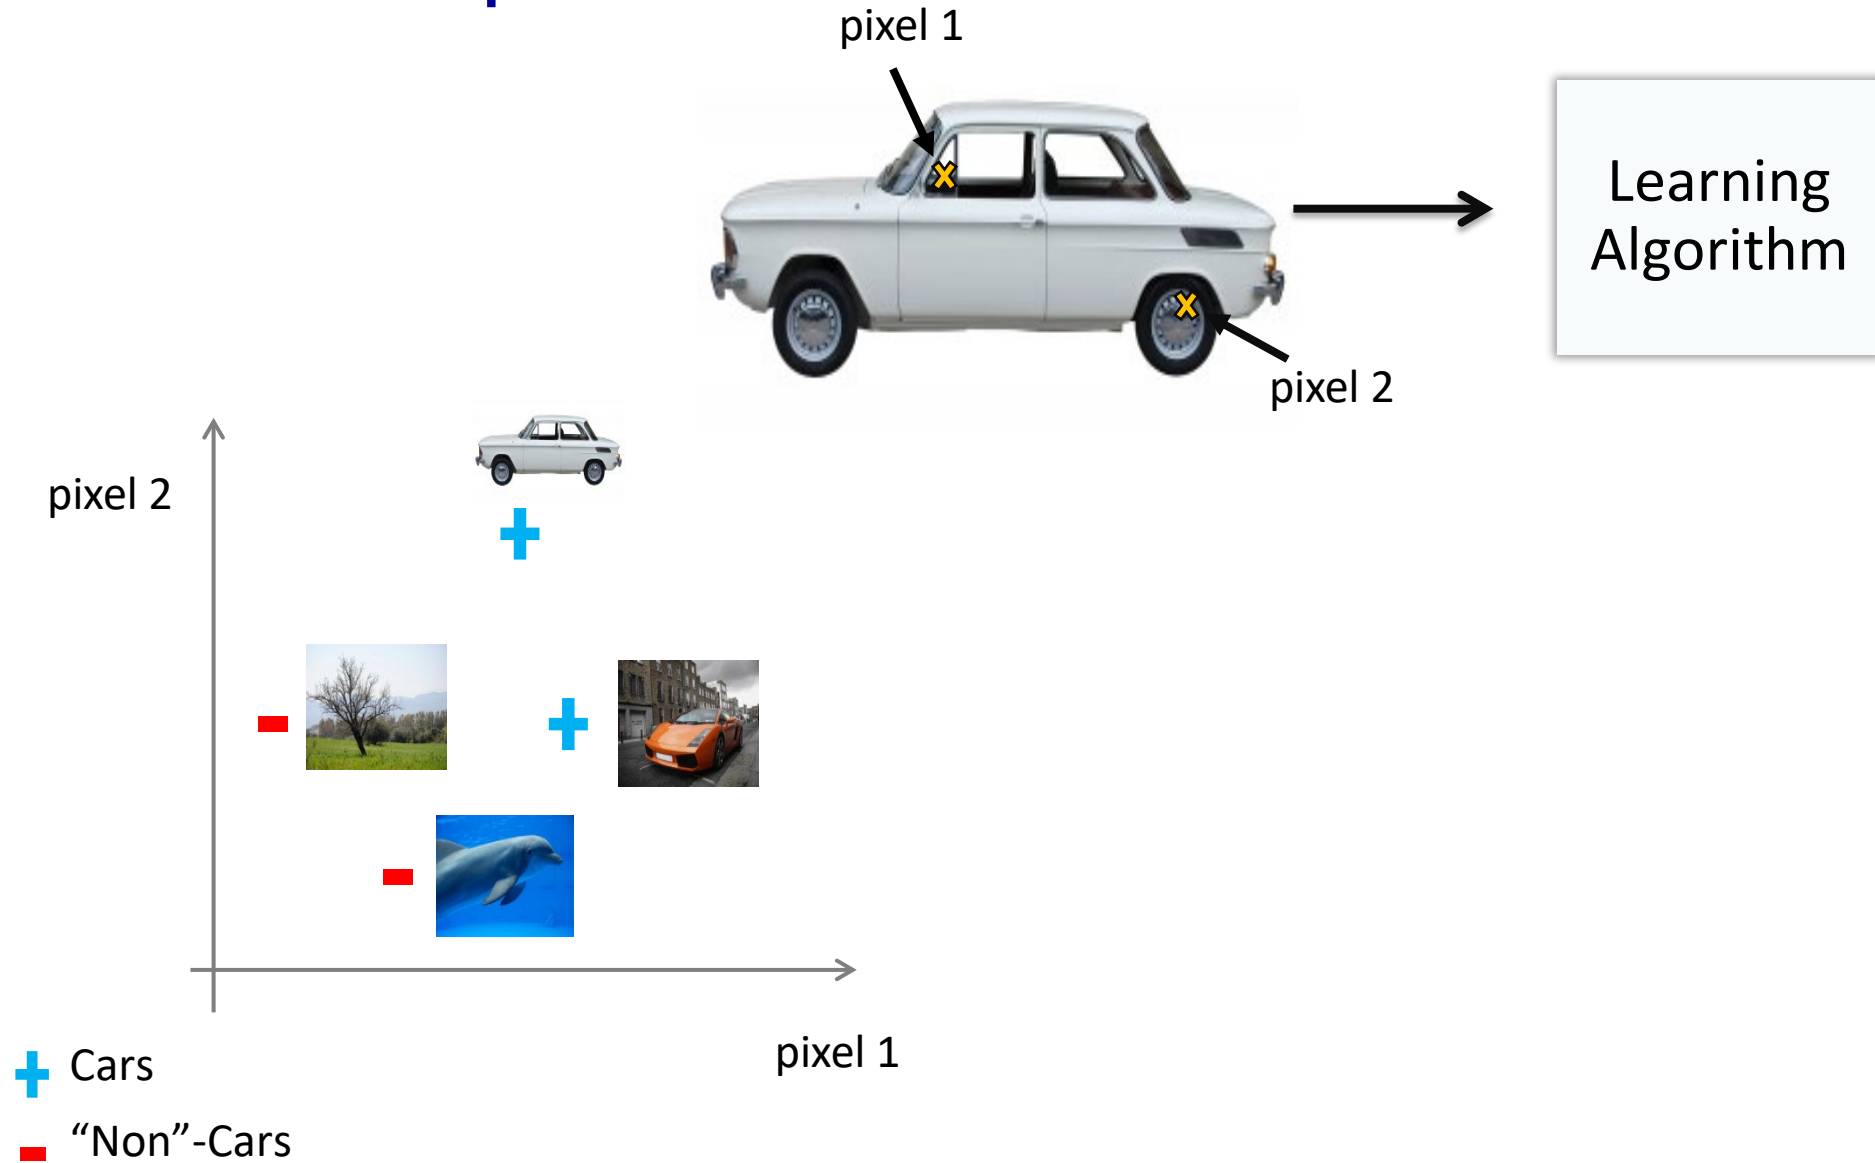 pixel 1
Learning
Algorithm
pixel 2
pixel 2
pixel 1
Cars
“Non”-Cars